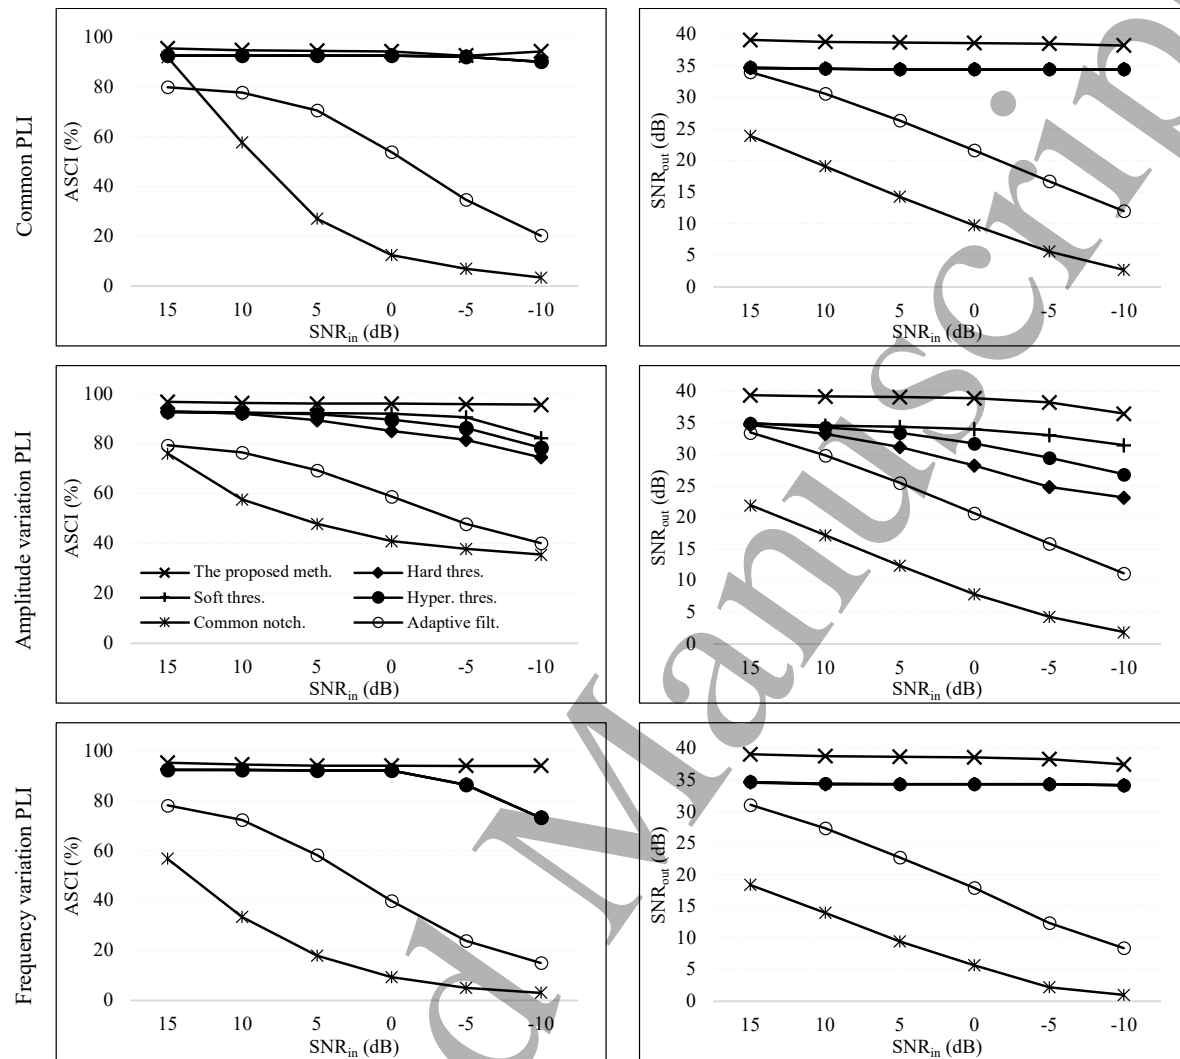 Common PLI
ASCI (%)
100
80
60
40
20
0
15 10 5 0 -5 -10
SNRin (dB)
SNRout (dB)
40
35
30
25
20
15
10
5
0
15 10 5 0 -5 -10
SNRin (dB)
Amplitude variation PLI
ASCI (%)
100
80
60
40
20
0
The proposed meth. Hard thres.
Soft thres. Hyper. thres.
Common notch. Adaptive filt.
15 10 5 0 -5 -10
SNRin (dB)
SNRout (dB)
40
35
30
25
20
15
10
5
0
15 10 5 0 -5 -10
SNRin (dB)
Frequency variation PLI
ASCI (%)
100
80
60
40
20
0
15 10 5 0 -5 -10
SNRin (dB)
SNRout (dB)
40
35
30
25
20
15
10
5
0
15 10 5 0 -5 -10
SNRin (dB)
d Manuscrip